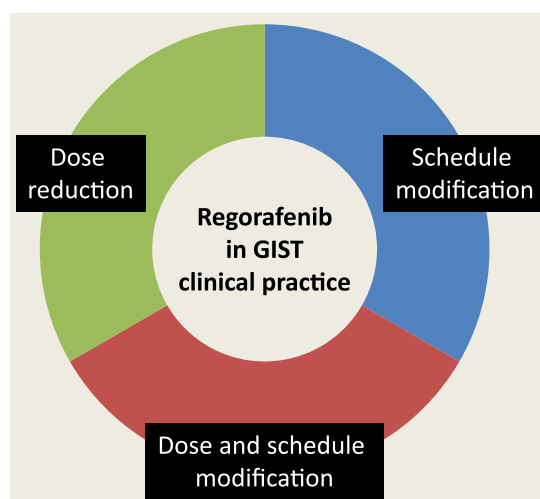 Dose
reduction
Schedule
modification
Regorafenib
in GIST
clinical practice
Dose and schedule
modification